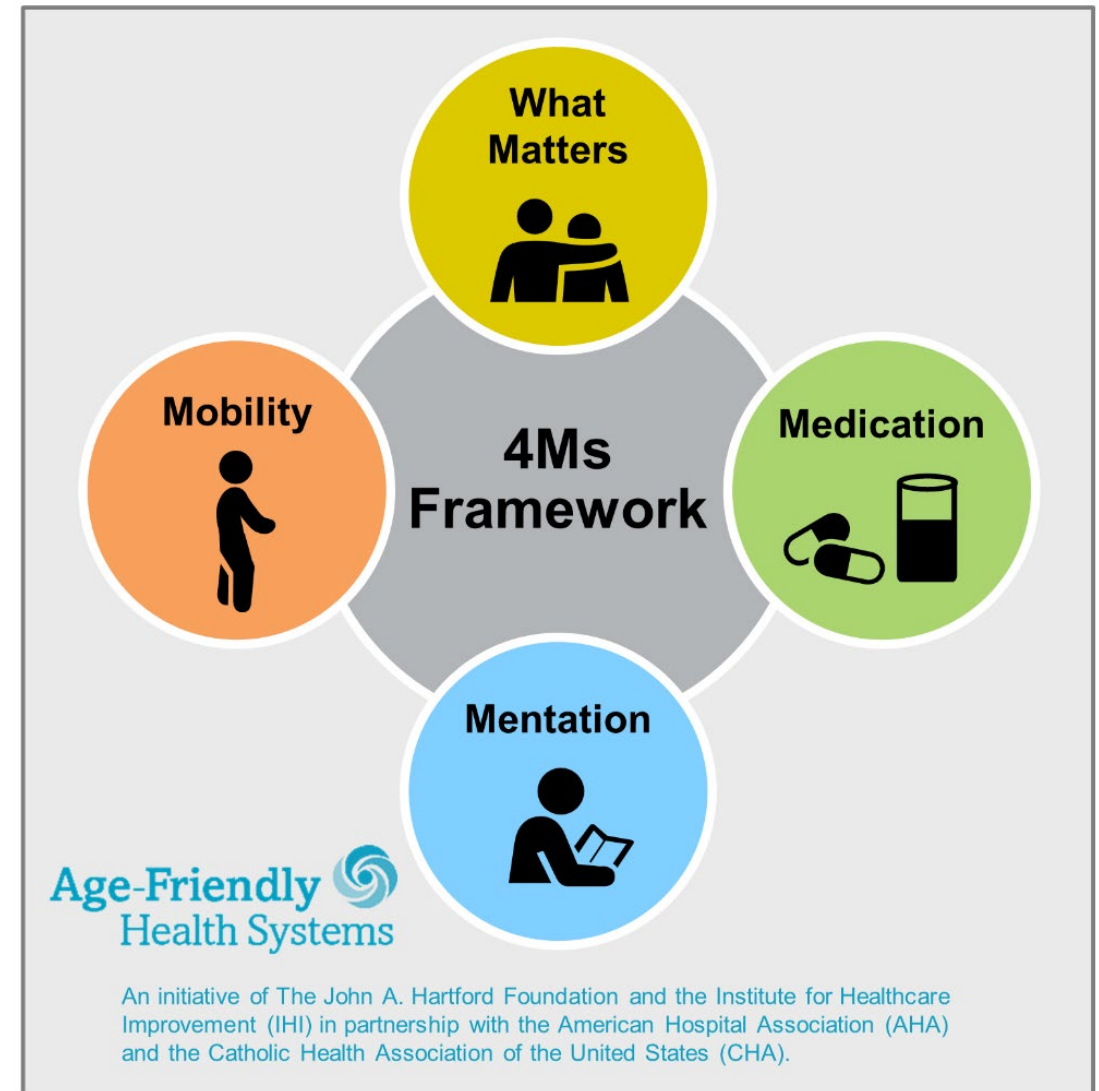 What
Matters
Mobility
4Ms
Framework
Medication
Mentation
Age-Friendly
Health Systems
An initiative of The John A. Hartford Foundation and the Institute for Healthcare
Improvement (IHI) in partnership with the American Hospital Association (AHA)
and the Catholic Health Association of the United States (CHA).